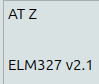 AT Z
ELM327 v2.1